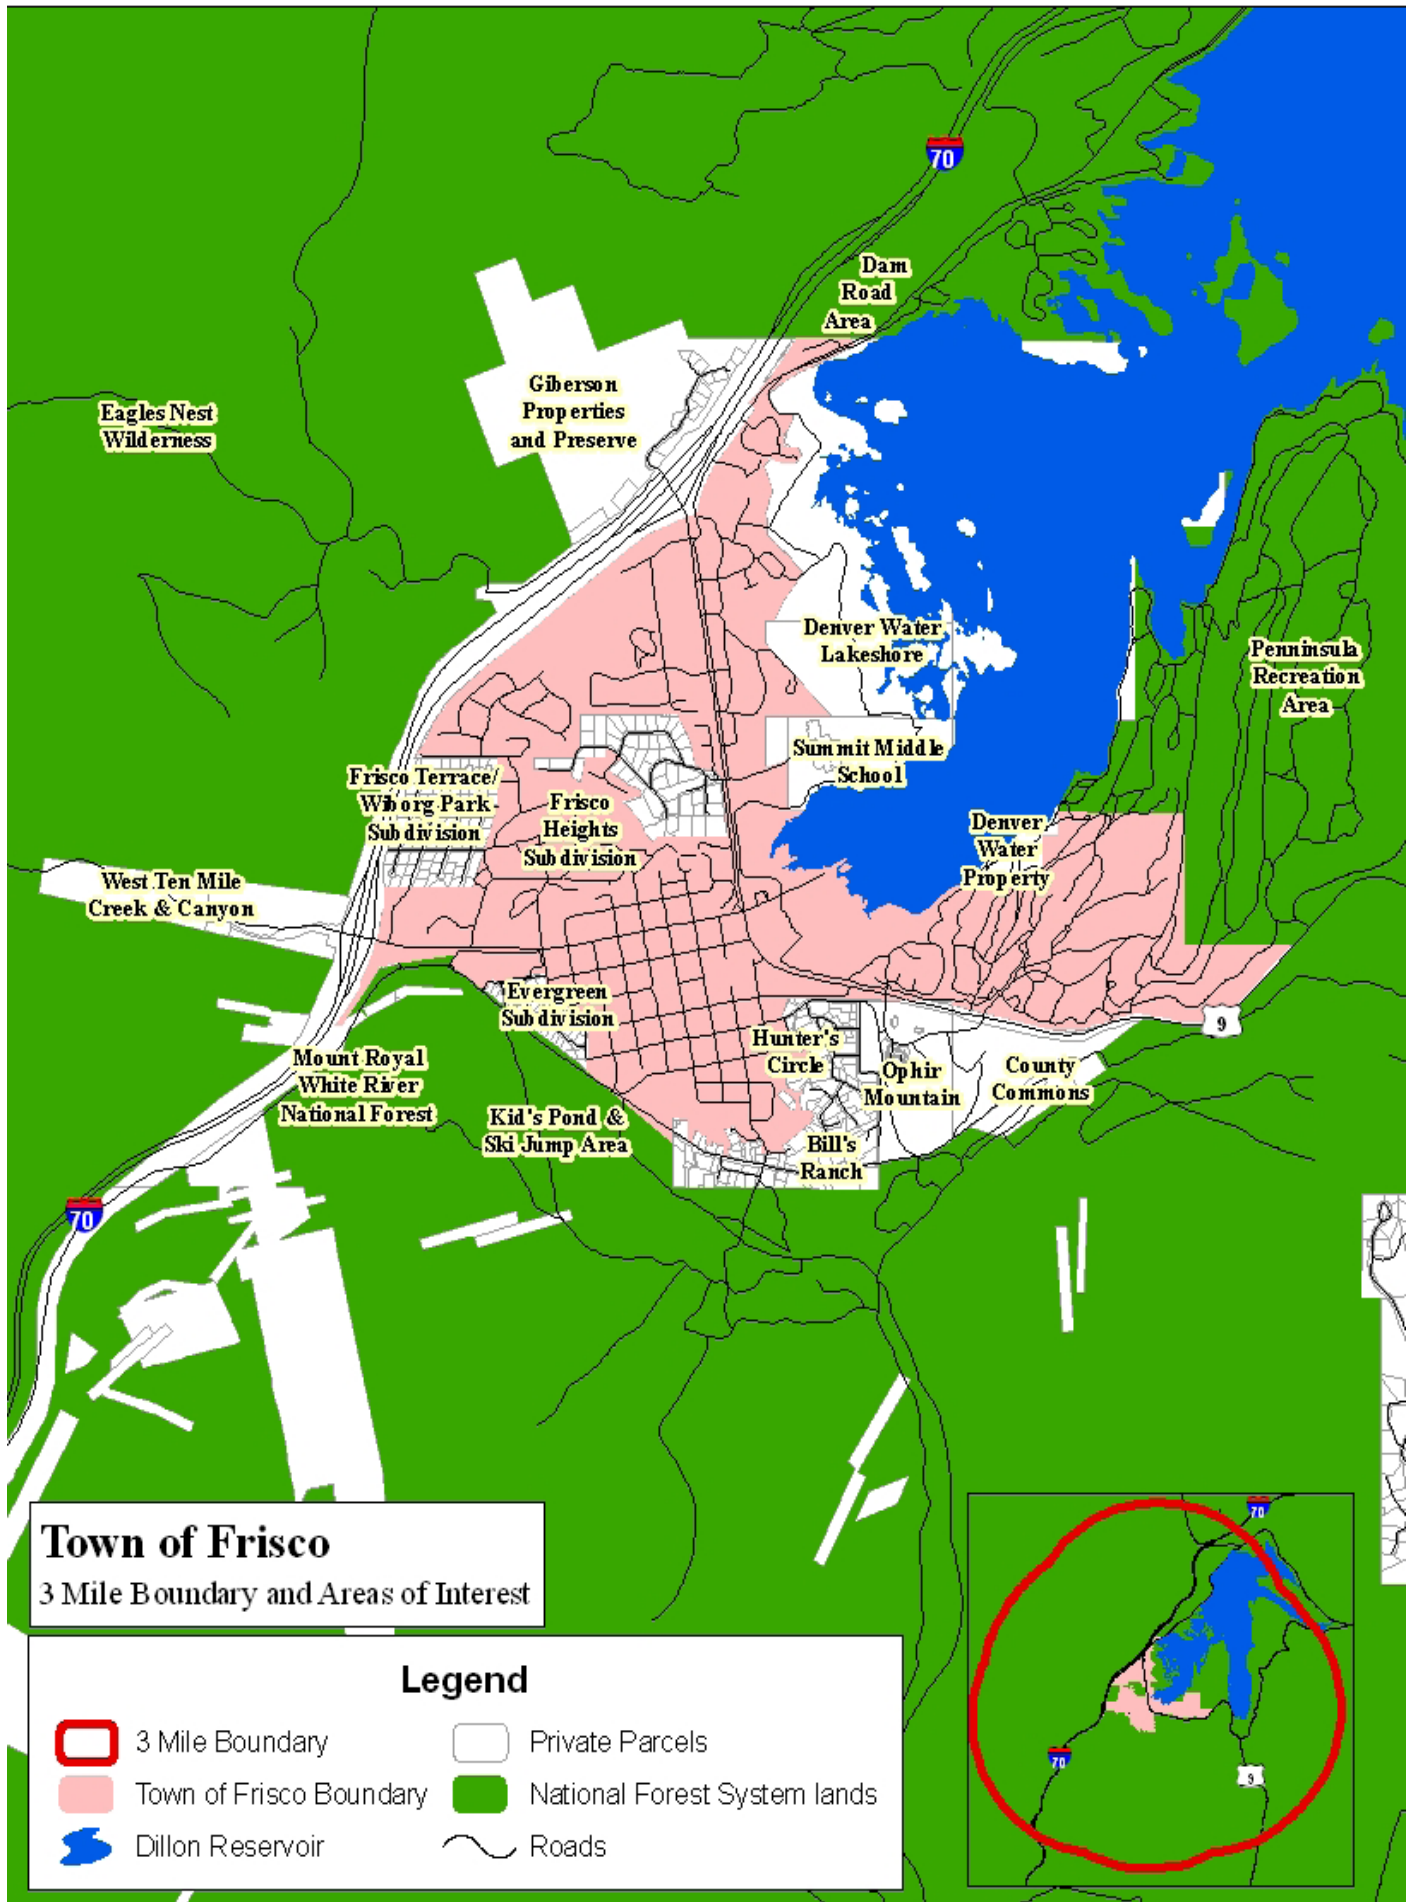 70
Dam
Road
Area
Giberson
Properties
and Preserve
Eagles Nest
Wilderness
Denver Water
Lakeshore
Penninsula
Recreation
Area
Summit Middle
School
Frisco Terrace/
Wiborg Park
Subdivision
Frisco
Heights
Subdivision
Denver
Water
Property
West Ten Mile
Creek & Canyon
Evergreen
Subdivision
9
Hunter's
Circle
Ophir
Mountain
County
Commons
Mount Royal
White River
National Forest
Kid's Pond &
Ski Jump Area
Bill's
Ranch
70
Town of Frisco
3 Mile Boundary and Areas of Interest
70
70
9
Legend
3 Mile Boundary
Private Parcels
Town of Frisco Boundary
National Forest System lands
Dillon Reservoir
Roads